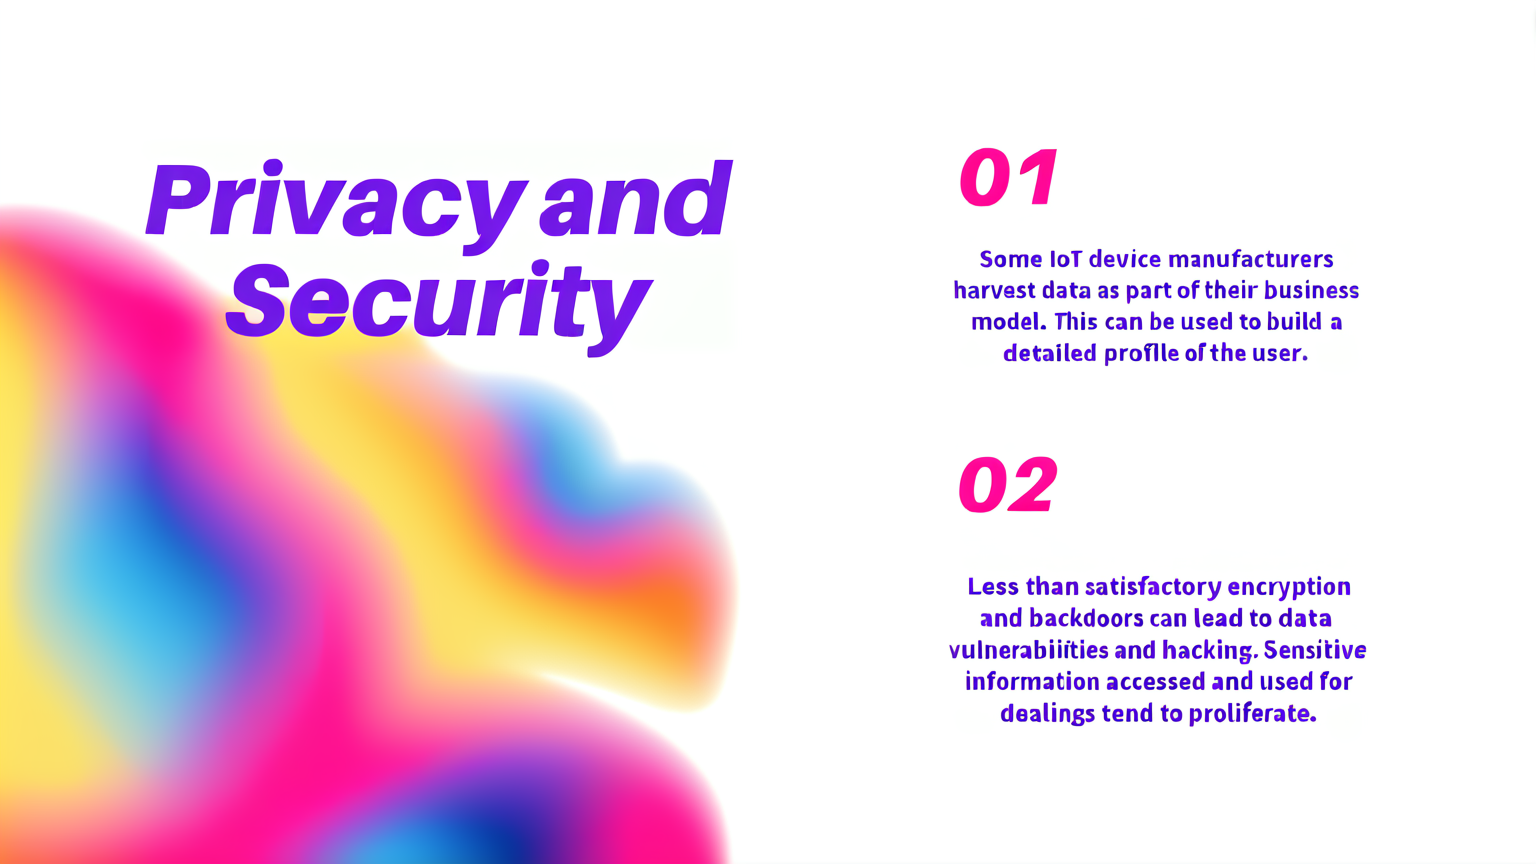 Privacy and
Security
01
Some IoT device manufacturers
harvest data as part of their business
model. This can be used to build a
detailed profile of the user.
02
Less than satisfactory encryption
and backdoors can lead to data
vulnerabiities and hacking. Sensitive
information accessed and used for
dealings tend to proliferate.